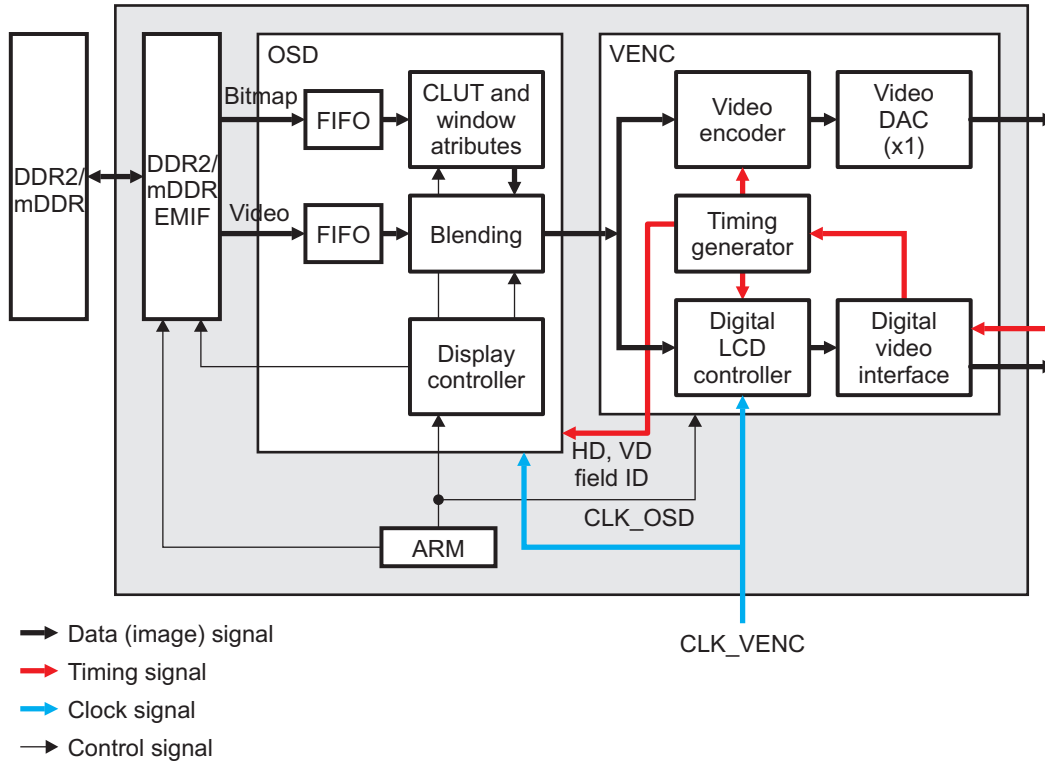 OSD
VENC
Bitmap
FIFO
CLUT and
window
atributes
Video
encoder
Video
DAC
(x1)
DDR2/
mDDR
DDR2/
mDDR
EMIF
Video
FIFO
Blending
Timing
generator
Display
controller
Digital
LCD
controller
Digital
video
interface
HD, VD
field ID
CLK_OSD
ARM
CLK_VENC
Data (image) signal
Timing signal
Clock signal
Control signal